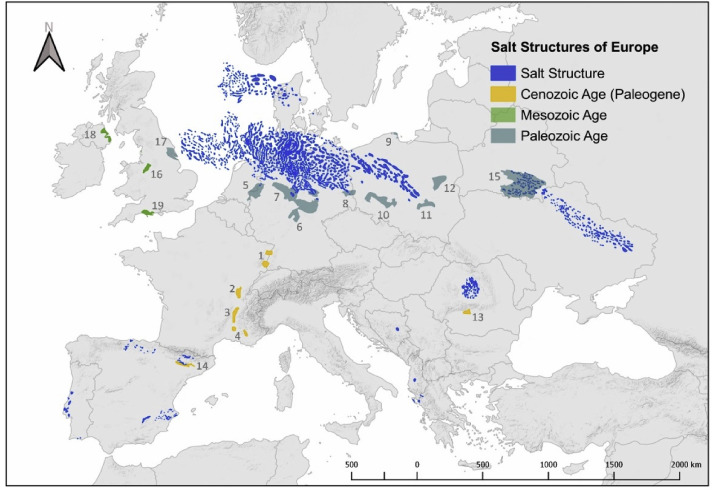 N
Salt Structures of Europe
Salt Structure
Cenozoic Age (Paleogene)
Mesozoic Age
Paleozoic Age
18
17
9
16
5
7
12
15
19
8
10
11
6
1
2
3
4
13
14
500 0 500 1000 1500 2000 km